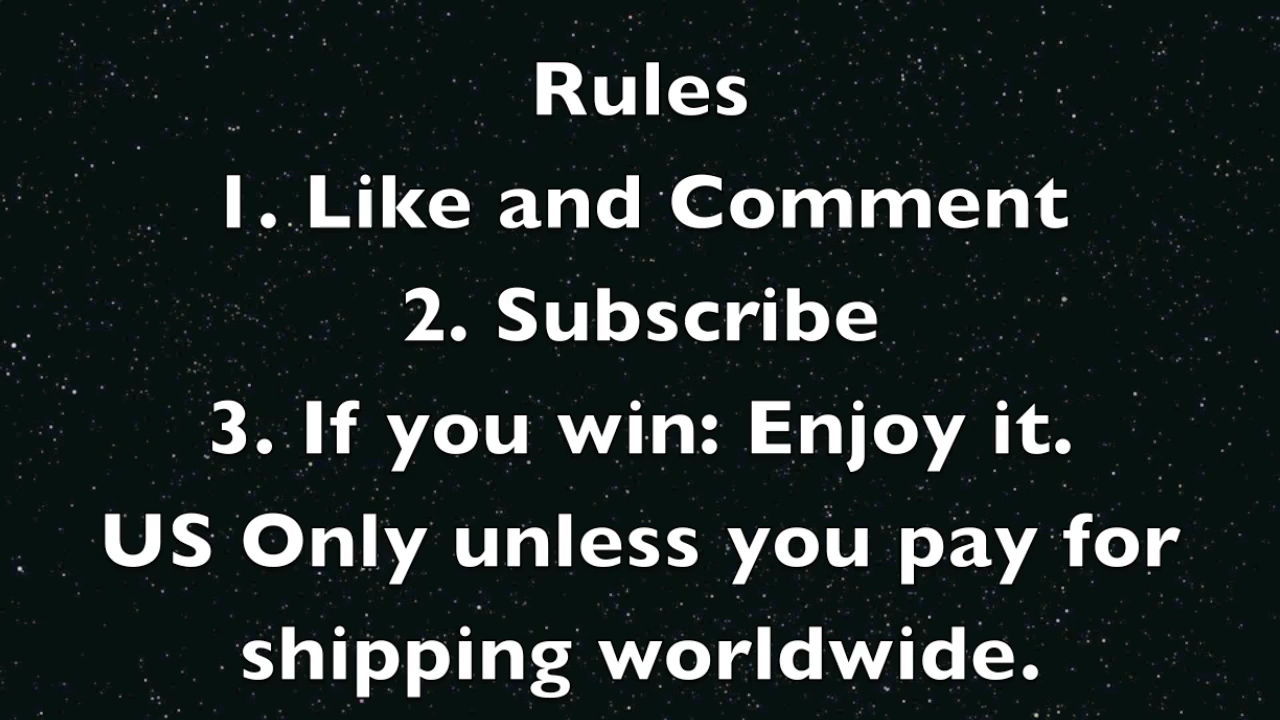 Rules
1. Like and Comment
2. Subscribe
3. If you win: Enjoy it.
US Only unless you pay for
shipping worldwide.